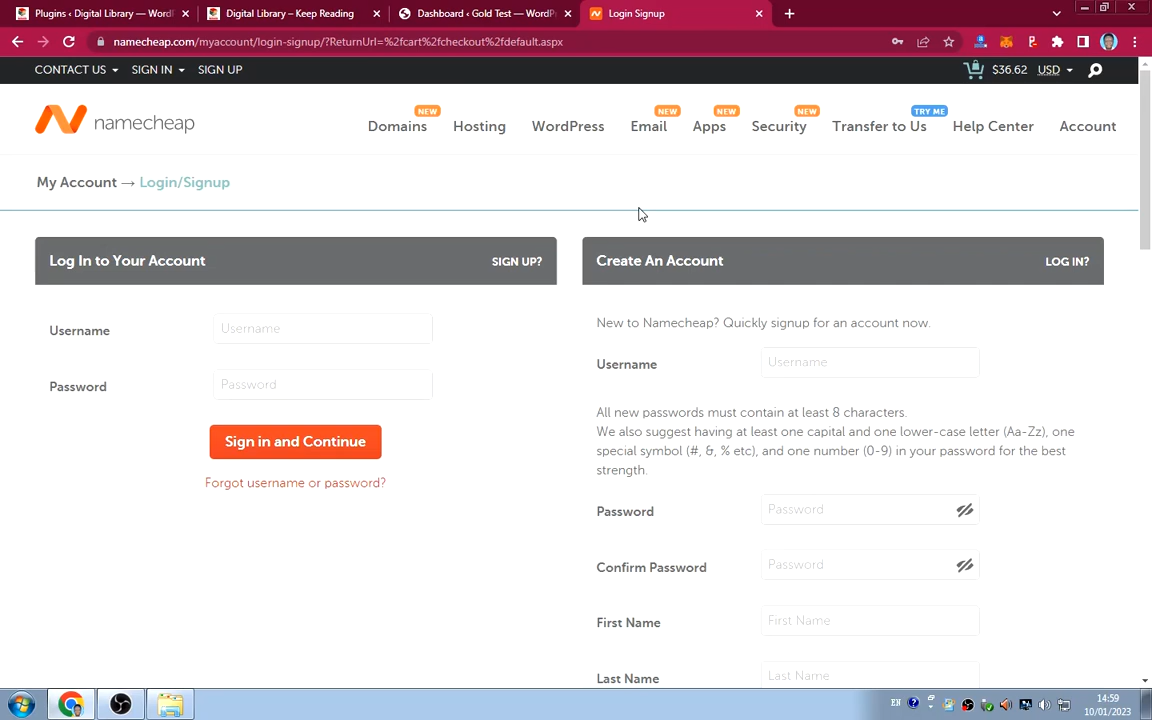 Plugins ‹ Digital Library — Word
Digital Library – Keep Reading
Dashboard ‹ Gold Test — WordPr
Login Signup
namecheap.com/myaccount/login-signup/?ReturnUrl=%2fcart%2fcheckout%2fdefault.aspx
CONTACT US
SIGN IN
SIGN UP
$36.62
USD
namecheap
NEW
NEW
NEW
NEW
TRY ME
Domains
Hosting
WordPress
Email
Apps
Security
Transfer to Us
Help Center
Account
My Account → Login/Signup
Log In to Your Account
SIGN UP?
Username
Username
Password
Password
Sign in and Continue
Forgot username or password?
Create An Account
LOG IN?
New to Namecheap? Quickly signup for an account now.
Username
Username
All new passwords must contain at least 8 characters.
We also suggest having at least one capital and one lower-case letter (Aa-Zz), one
special symbol (#, &, % etc), and one number (0-9) in your password for the best
strength.
Password
Password
Confirm Password
Password
First Name
First Name
Last Name
Last Name
EN
14:59
10/01/2023